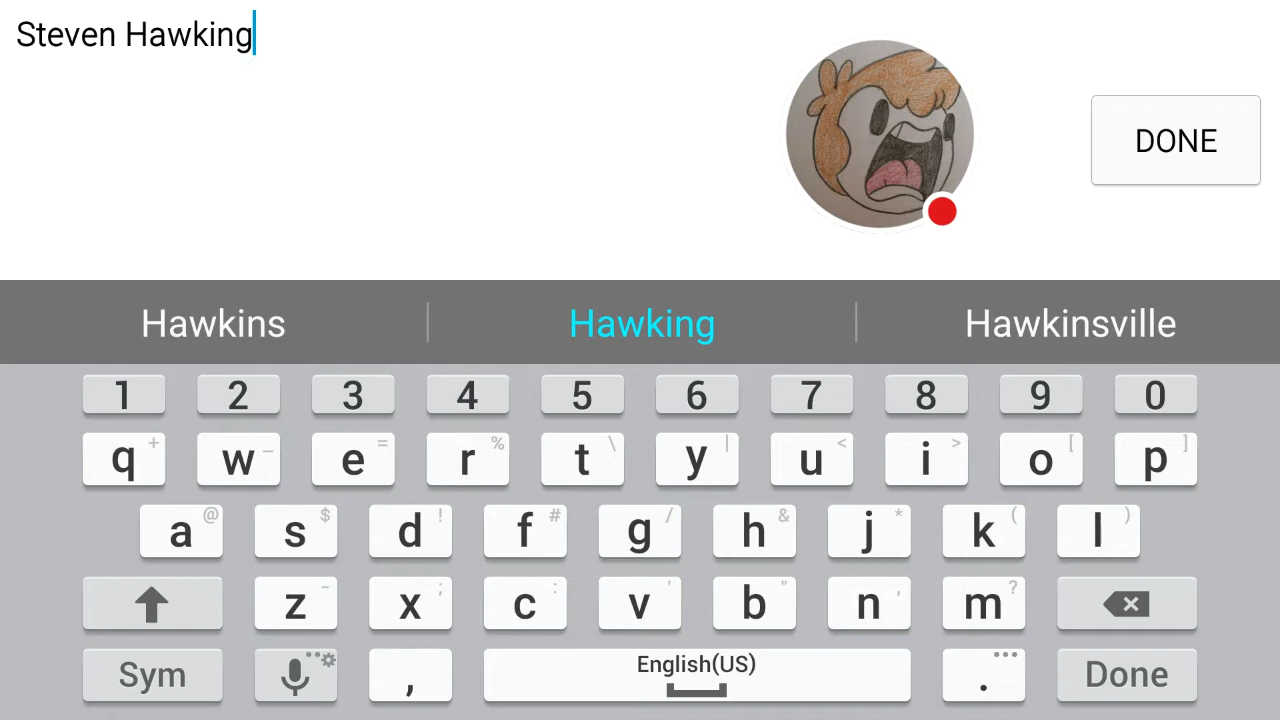 Steven Hawking
DONE
Hawkins Hawking Hawkinsville
1 2 3 4 5 6 7 8 9 0
q + w _ e = r % t \ y | u < i > o [ p ]
a @ s $ d ! f # g / h & j * k ( l )
z - x ; c : v ' b " n , m ?
Sym , English(US) . ... Done